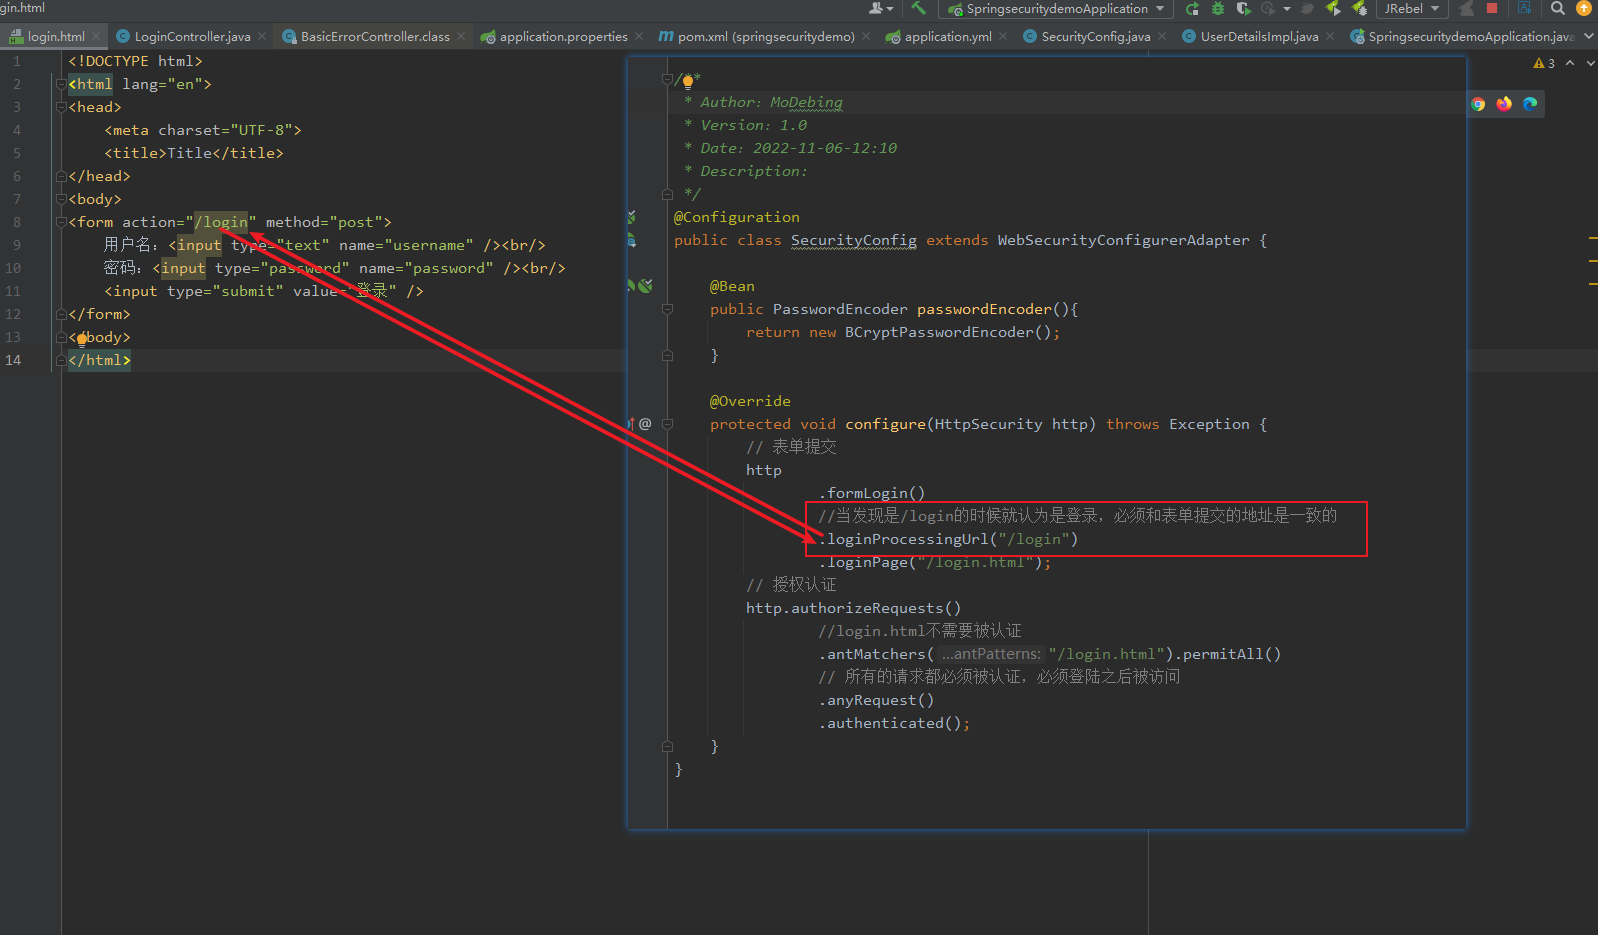 gin.html
SpringsecuritydemoApplication
JRebel
login.html
LoginController.java
BasicErrorController.class
application.properties
pom.xml (springsecuritydemo)
application.yml
SecurityConfig.java
UserDetailsImpl.java
SpringsecuritydemoApplication.java
3
1 <!DOCTYPE html>
2 <html lang="en">
3 <head>
4 <meta charset="UTF-8">
5 <title>Title</title>
6 </head>
7 <body>
8 <form action="/login" method="post">
9 用户名：<input type="text" name="username" /><br/>
10 密码：<input type="password" name="password" /><br/>
11 <input type="submit" value="登录" />
12 </form>
13 </body>
14 </html>
/**
* Author: MoDebing
* Version: 1.0
* Date: 2022-11-06-12:10
* Description:
*/
@Configuration
public class SecurityConfig extends WebSecurityConfigurerAdapter {
@Bean
public PasswordEncoder passwordEncoder(){
return new BCryptPasswordEncoder();
}
@Override
protected void configure(HttpSecurity http) throws Exception {
// 表单提交
http
.formLogin()
//当发现是/login的时候就认为是登录，必须和表单提交的地址是一致的
.loginProcessingUrl("/login")
.loginPage("/login.html");
// 授权认证
http.authorizeRequests()
//login.html不需要被认证
.antMatchers( ...antPatterns: "/login.html").permitAll()
// 所有的请求都必须被认证，必须登陆之后被访问
.anyRequest()
.authenticated();
}
}